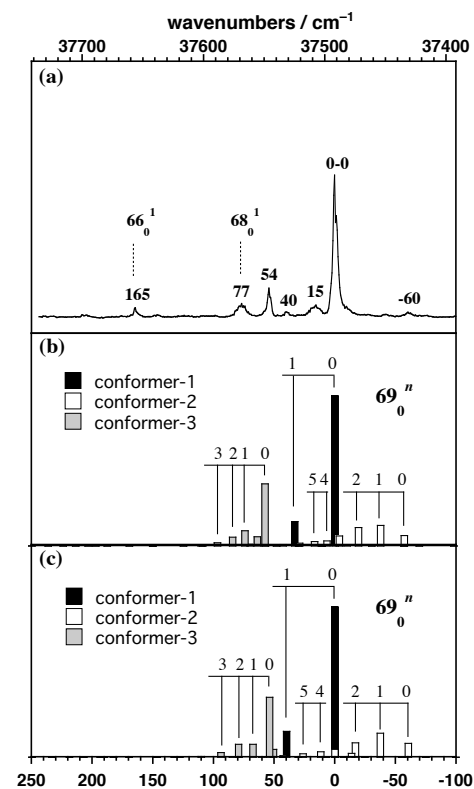 wavenumbers / cm⁻¹
37700 37600 37500 37400
(a)
0-0
66₀¹ 68₀¹
165 77 54 40 15 -60
(b)
1 0
69₀ⁿ
conformer-1
conformer-2
conformer-3
3 2 1 0 5 4 2 1 0
(c)
1 0
69₀ⁿ
conformer-1
conformer-2
conformer-3
3 2 1 0 5 4 2 1 0
250 200 150 100 50 0 -50 -100